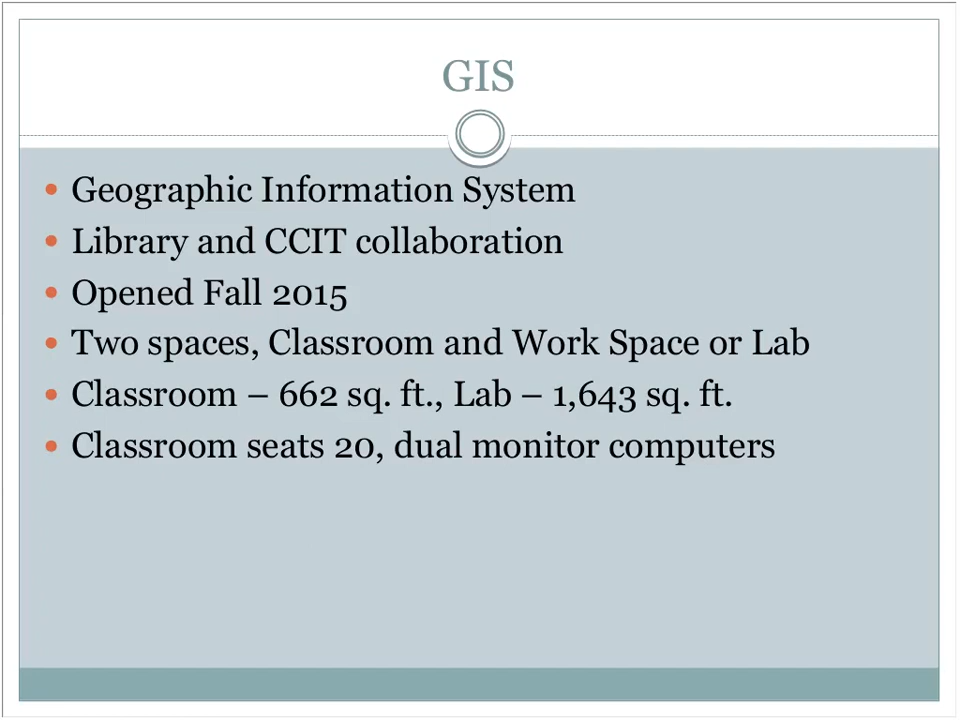 GIS
Geographic Information System
Library and CCIT collaboration
Opened Fall 2015
Two spaces, Classroom and Work Space or Lab
Classroom – 662 sq. ft., Lab – 1,643 sq. ft.
Classroom seats 20, dual monitor computers